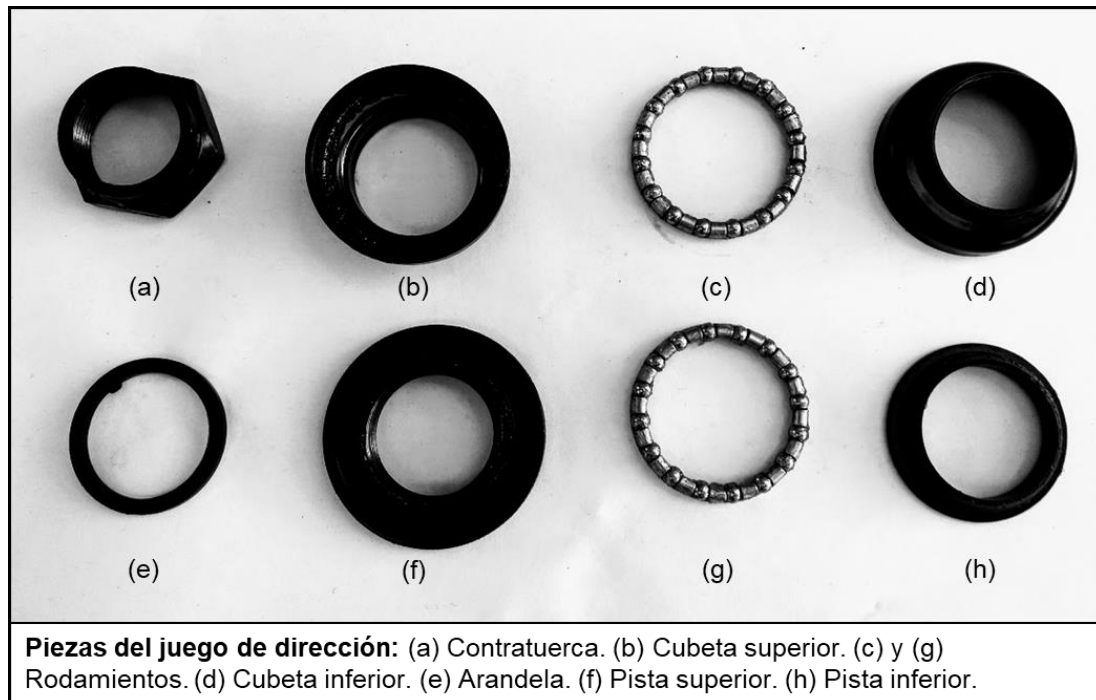 (a) (b) (c) (d)
(e) (f) (g) (h)
Piezas del juego de dirección: (a) Contratuerca. (b) Cubeta superior. (c) y (g)
Rodamientos. (d) Cubeta inferior. (e) Arandela. (f) Pista superior. (h) Pista inferior.